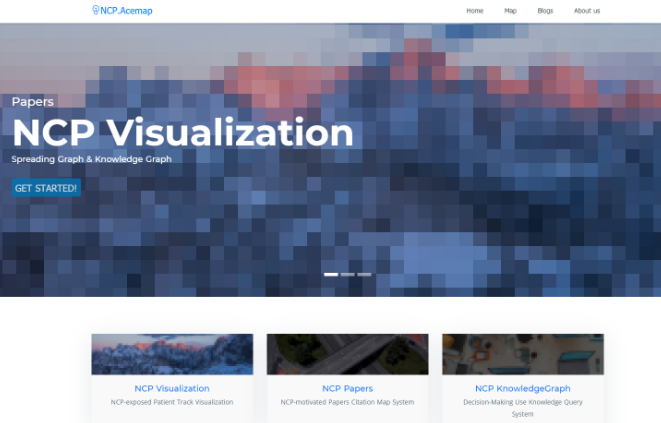 NCP.Acemap
Home Map Blogs About us
Papers
NCP Visualization
Spreading Graph & Knowledge Graph
GET STARTED!
NCP Visualization
NCP-exposed Patient Track Visualization
NCP Papers
NCP-motivated Papers Citation Map System
NCP KnowledgeGraph
Decision-Making Use Knowledge Query
System